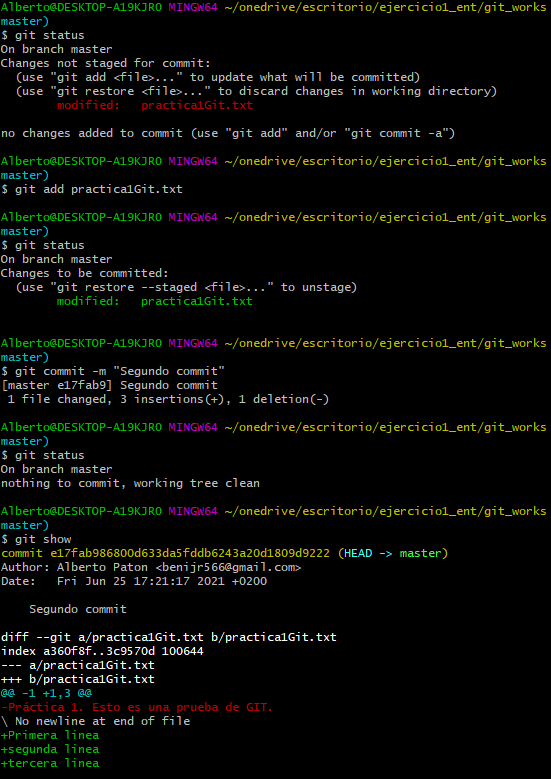 Alberto@DESKTOP-A19KJRO MINGW64 ~/onedrive/escritorio/ejercicio1_ent/git_works
master)
$ git status
On branch master
Changes not staged for commit:
  (use "git add <file>..." to update what will be committed)
  (use "git restore <file>..." to discard changes in working directory)
        modified:   practica1Git.txt

no changes added to commit (use "git add" and/or "git commit -a")

Alberto@DESKTOP-A19KJRO MINGW64 ~/onedrive/escritorio/ejercicio1_ent/git_works
master)
$ git add practica1Git.txt

Alberto@DESKTOP-A19KJRO MINGW64 ~/onedrive/escritorio/ejercicio1_ent/git_works
master)
$ git status
On branch master
Changes to be committed:
  (use "git restore --staged <file>..." to unstage)
        modified:   practica1Git.txt


Alberto@DESKTOP-A19KJRO MINGW64 ~/onedrive/escritorio/ejercicio1_ent/git_works
master)
$ git commit -m "Segundo commit"
[master e17fab9] Segundo commit
 1 file changed, 3 insertions(+), 1 deletion(-)

Alberto@DESKTOP-A19KJRO MINGW64 ~/onedrive/escritorio/ejercicio1_ent/git_works
master)
$ git status
On branch master
nothing to commit, working tree clean

Alberto@DESKTOP-A19KJRO MINGW64 ~/onedrive/escritorio/ejercicio1_ent/git_works
master)
$ git show
commit e17fab986800d633da5fddb6243a20d1809d9222 (HEAD -> master)
Author: Alberto Paton <benijr566@gmail.com>
Date:   Fri Jun 25 17:21:17 2021 +0200

    Segundo commit

diff --git a/practica1Git.txt b/practica1Git.txt
index a360f8f..3c9570d 100644
--- a/practica1Git.txt
+++ b/practica1Git.txt
@@ -1 +1,3 @@
-Práctica 1. Esto es una prueba de GIT.
\ No newline at end of file
+Primera linea
+segunda linea
+tercera linea